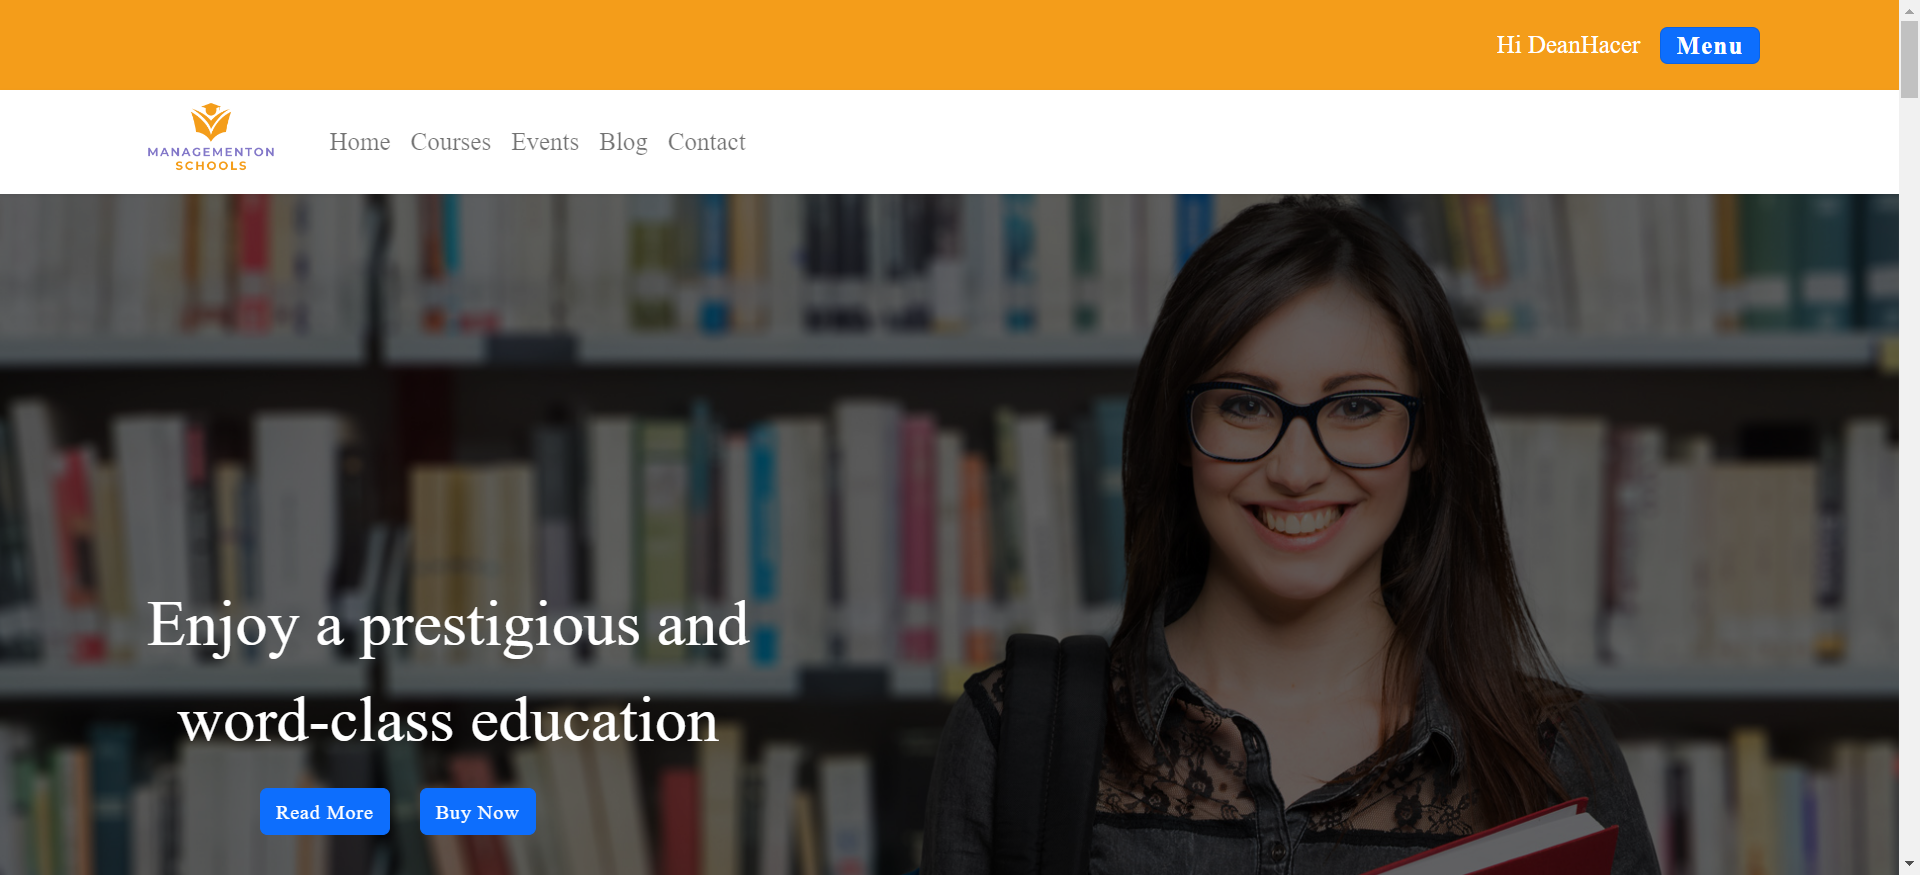 Hi DeanHacer Menu
MANAGEMENTON
SCHOOLS
Home Courses Events Blog Contact
Enjoy a prestigious and
word-class education
Read More Buy Now